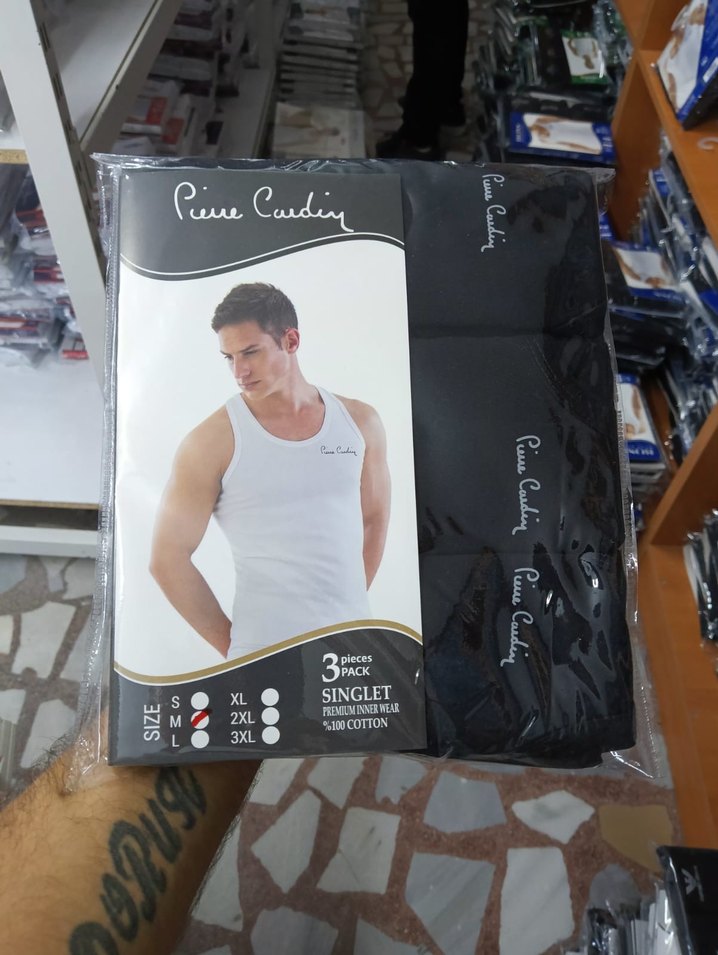 Pierre Cardin
Pierre Cardin
Pierre Cardin
Pierre Cardin
Pierre Cardin
3 pieces
PACK
SINGLET
PREMIUM INNER WEAR
%100 COTTON
SIZE
S
M
L
XL
2XL
3XL